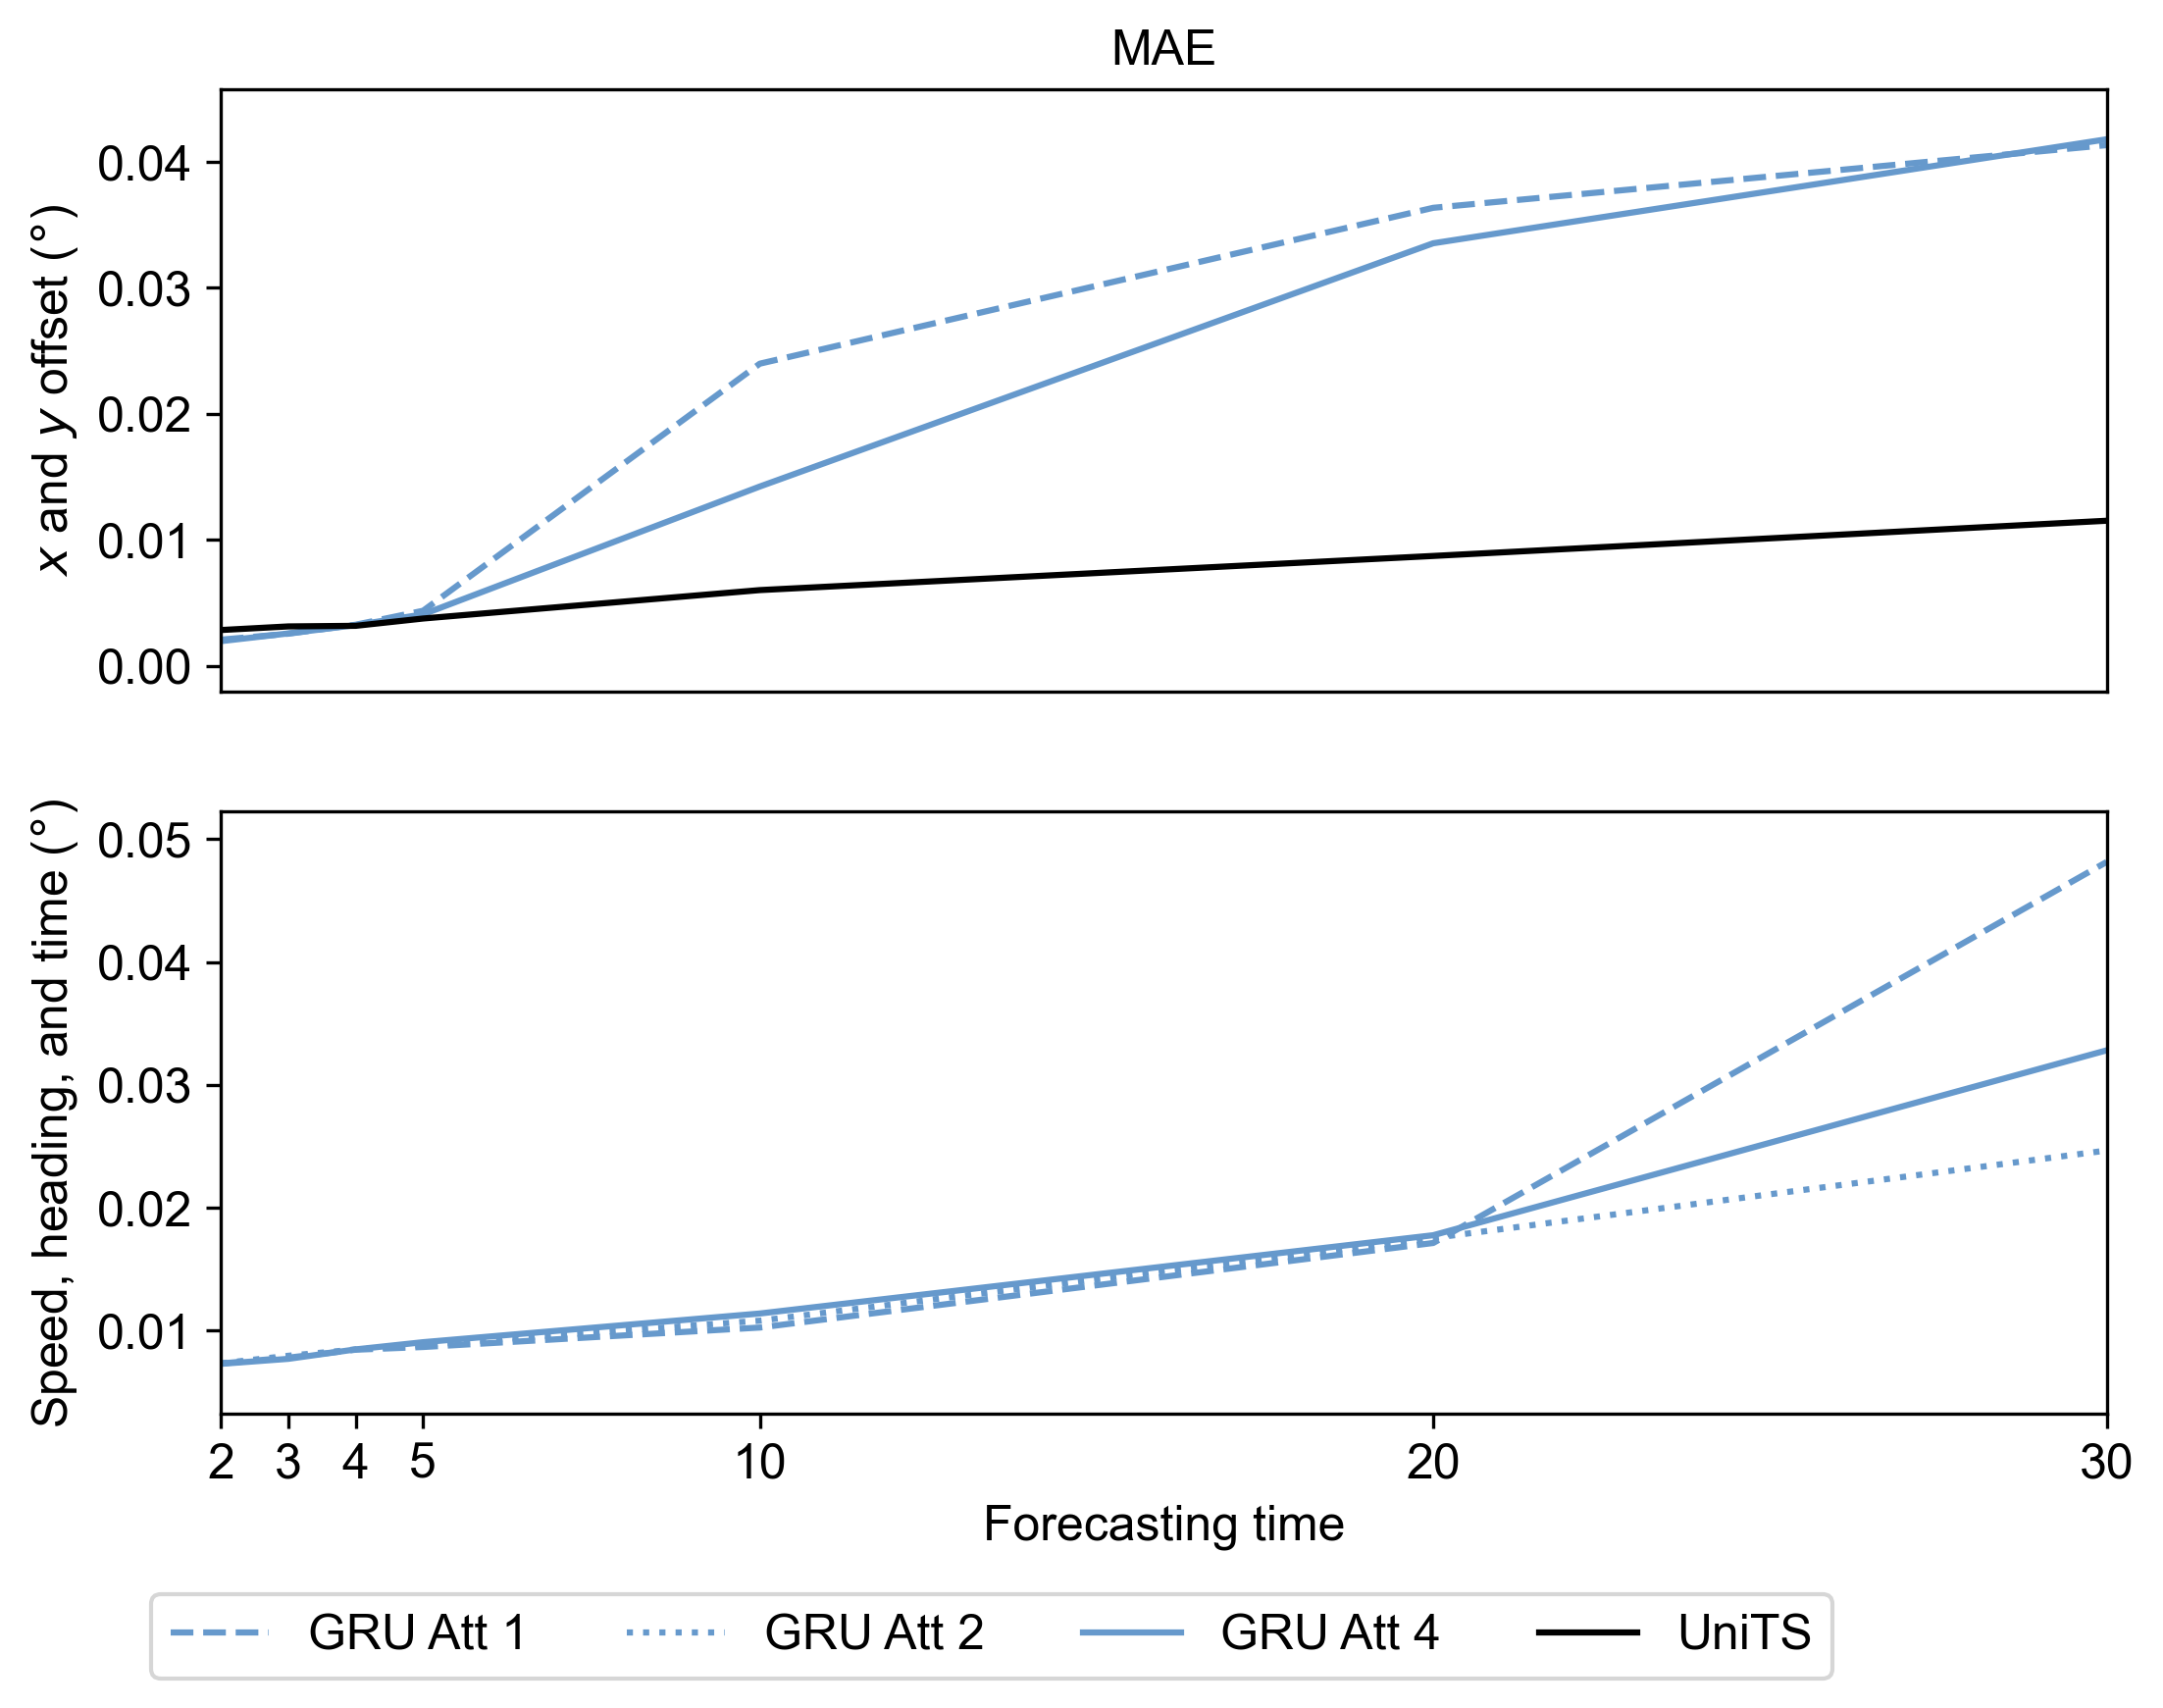 MAE
x and y offset (°)
0.04
0.03
0.02
0.01
0.00
Speed, heading, and time (°)
0.05
0.04
0.03
0.02
0.01
2 3 4 5 10 20 30
Forecasting time
GRU Att 1 GRU Att 2 GRU Att 4 UniTS